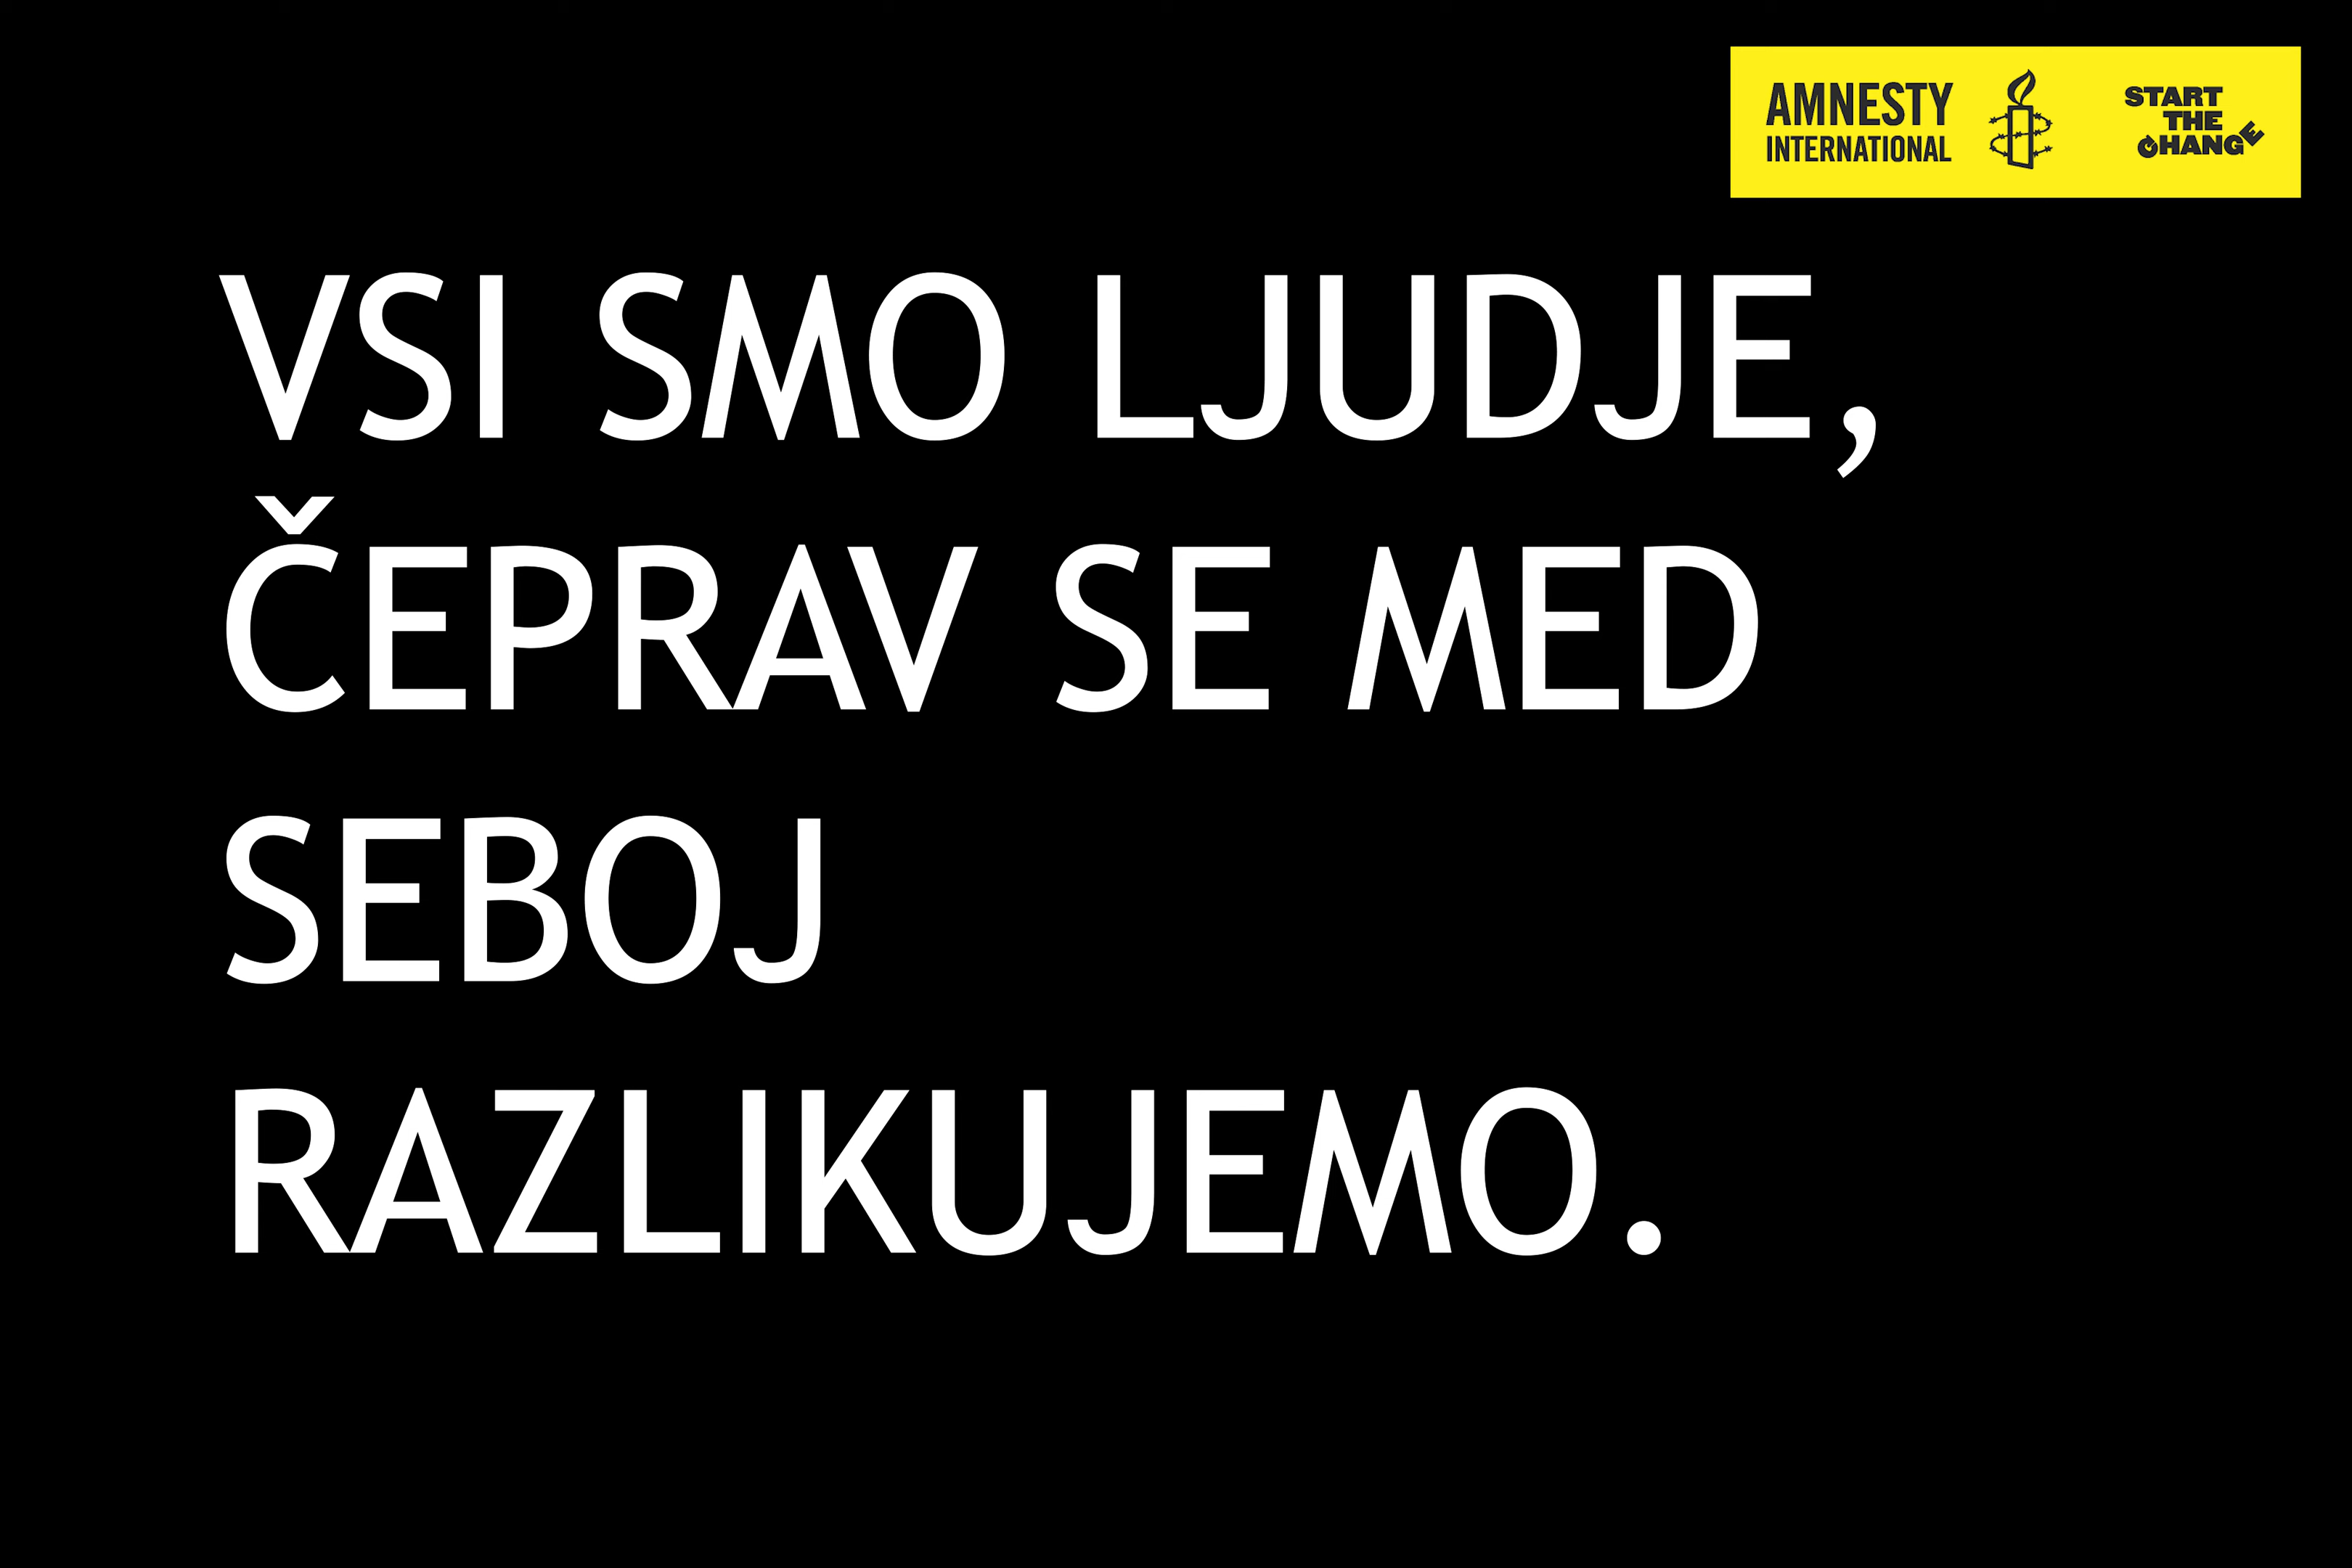 AMNESTY
INTERNATIONAL
START
THE
CHANGE
VSI SMO LJUDJE,
ČEPRAV SE MED
SEBOJ
RAZLIKUJEMO.